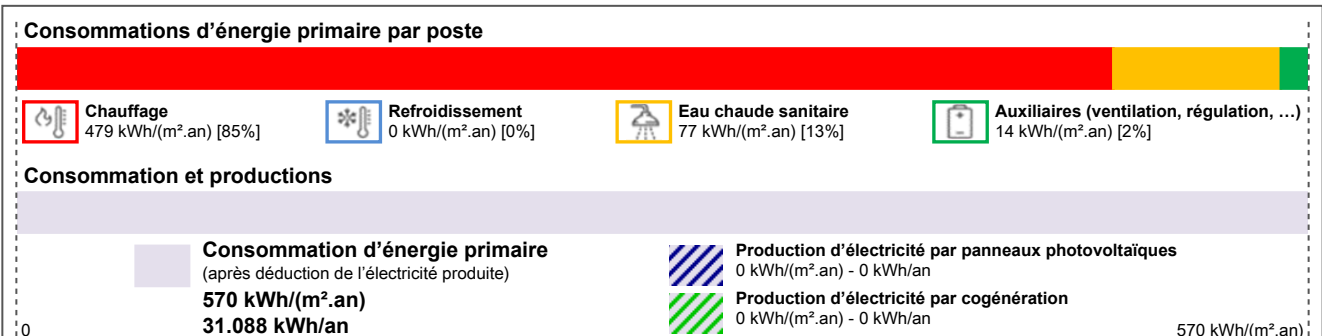 Consommations d'énergie primaire par poste
Chauffage
479 kWh/(m².an) [85%]
Refroidissement
0 kWh/(m².an) [0%]
Eau chaude sanitaire
77 kWh/(m².an) [13%]
Auxiliaires (ventilation, régulation, …)
14 kWh/(m².an) [2%]
Consommation et productions
Consommation d'énergie primaire
(après déduction de l'électricité produite)
570 kWh/(m².an)
31.088 kWh/an
Production d'électricité par panneaux photovoltaïques
0 kWh/(m².an) - 0 kWh/an
Production d'électricité par cogénération
0 kWh/(m².an) - 0 kWh/an
0
570 kWh/(m².an)